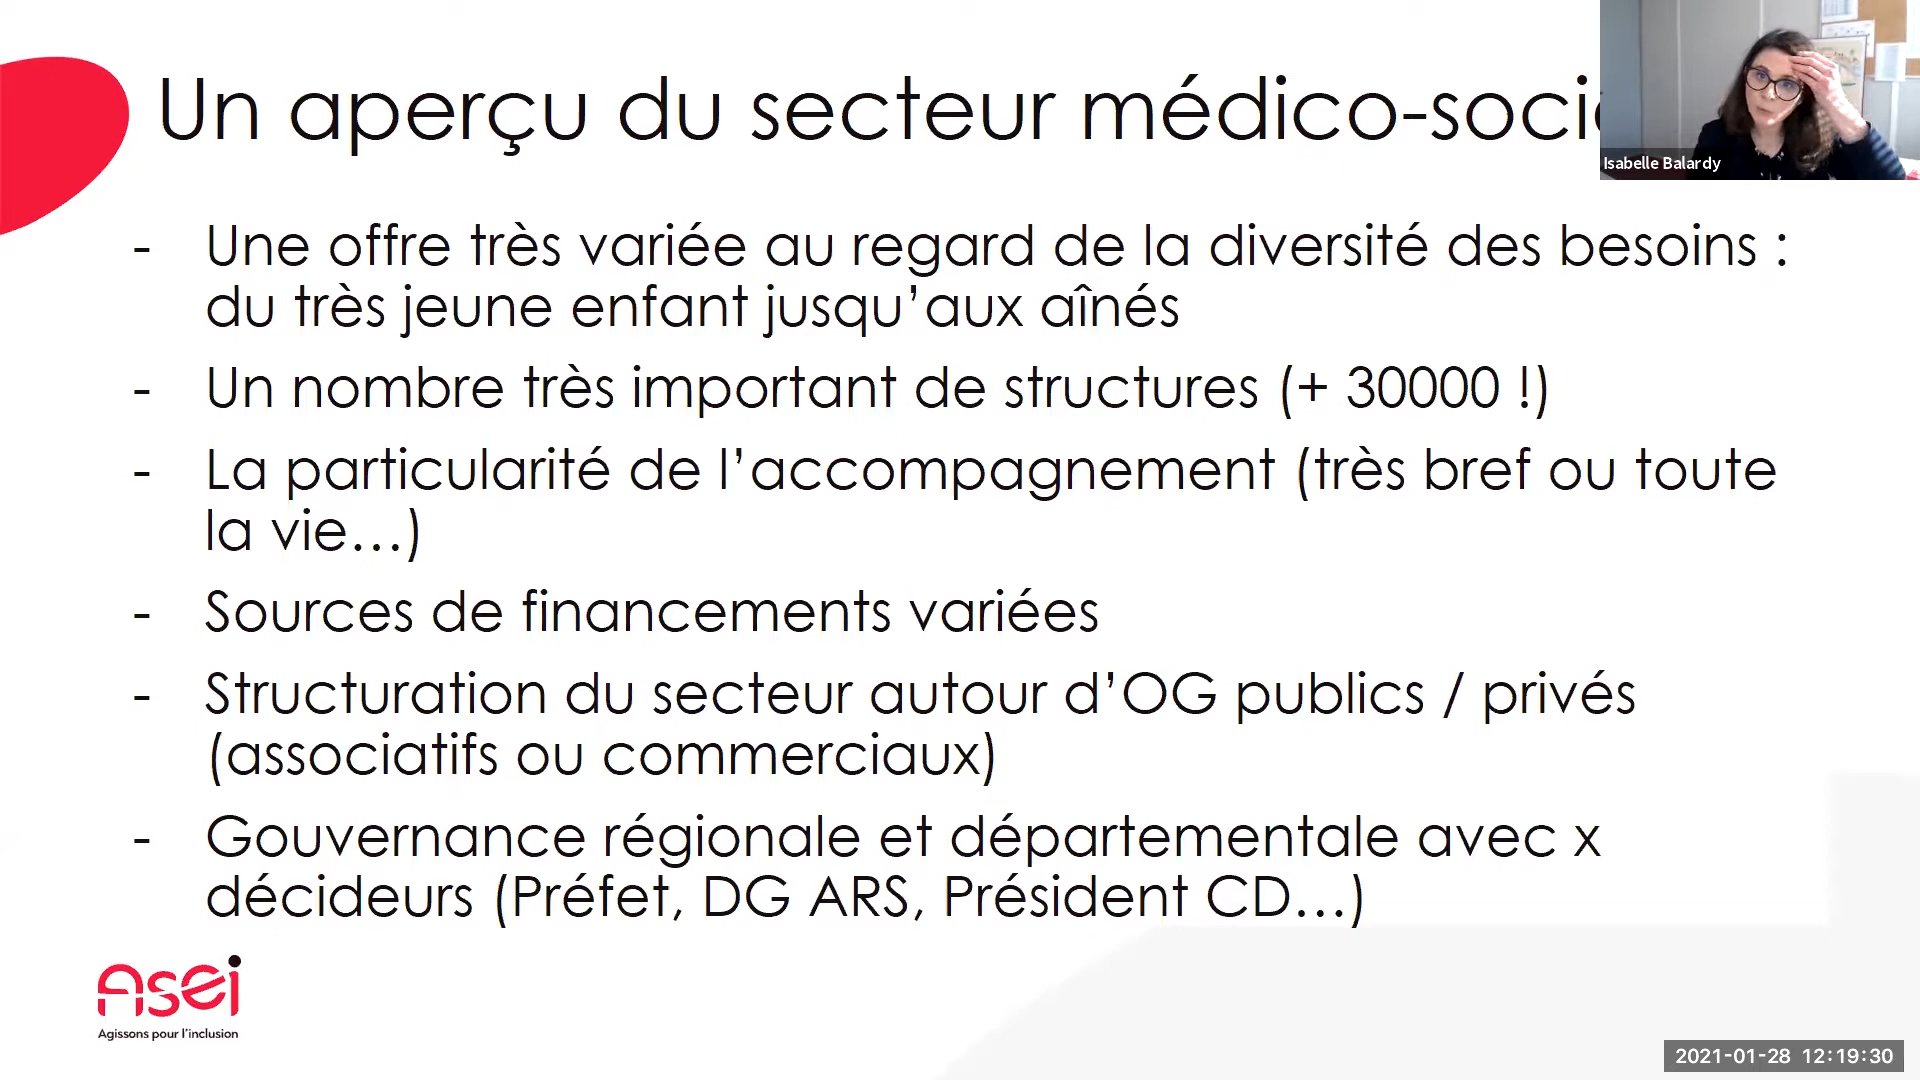 Un aperçu du secteur médico-soci
Isabelle Balardy
- Une offre très variée au regard de la diversité des besoins :
du très jeune enfant jusqu’aux aînés
- Un nombre très important de structures (+ 30000 !)
- La particularité de l’accompagnement (très bref ou toute
la vie…)
- Sources de financements variées
- Structuration du secteur autour d’OG publics / privés
(associatifs ou commerciaux)
- Gouvernance régionale et départementale avec x
décideurs (Préfet, DG ARS, Président CD…)
Asei
Agissons pour l’inclusion
2021-01-28 12:19:30